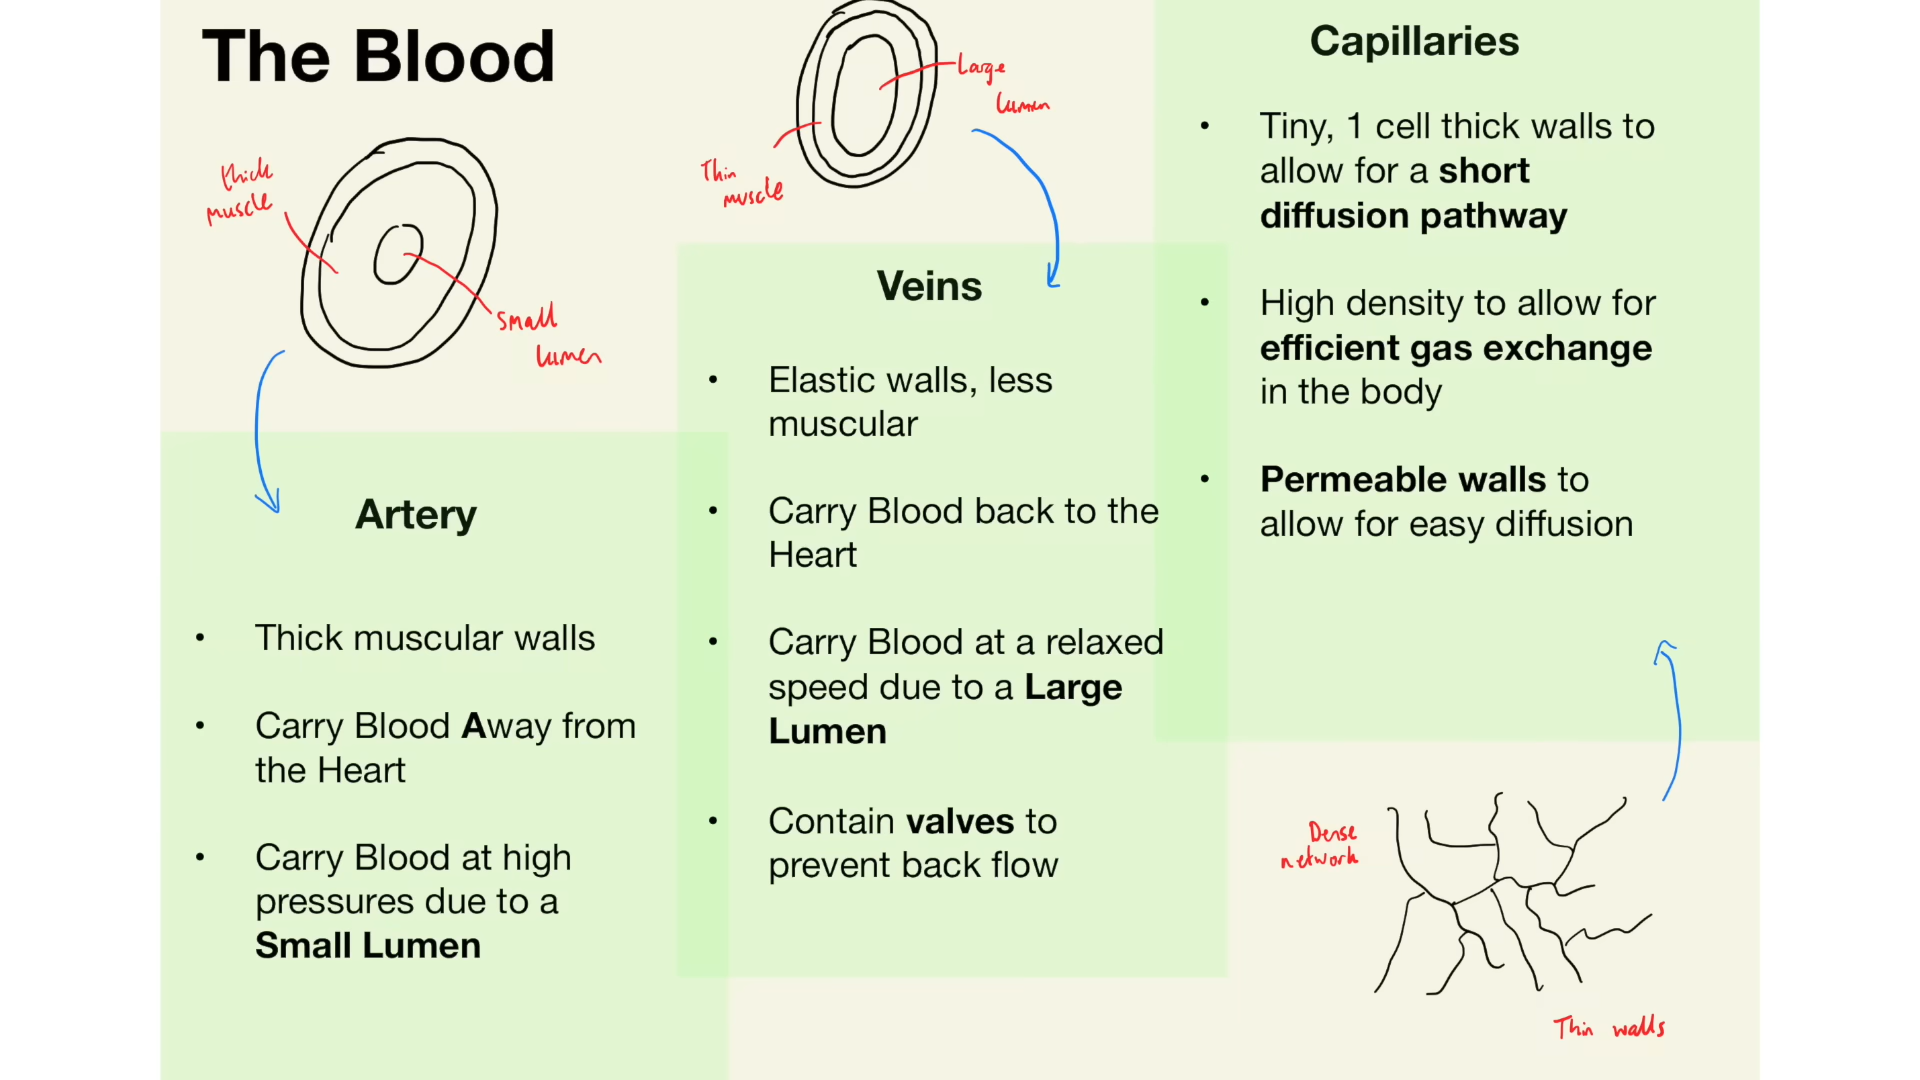 The Blood
thick
muscle
small
lumen
Artery
• Thick muscular walls
• Carry Blood Away from
the Heart
• Carry Blood at high
pressures due to a
Small Lumen
Large
lumen
Thin
muscle
Veins
• Elastic walls, less
muscular
• Carry Blood back to the
Heart
• Carry Blood at a relaxed
speed due to a Large
Lumen
• Contain valves to
prevent back flow
Capillaries
• Tiny, 1 cell thick walls to
allow for a short
diffusion pathway
• High density to allow for
efficient gas exchange
in the body
• Permeable walls to
allow for easy diffusion
Dense
network
Thin walls